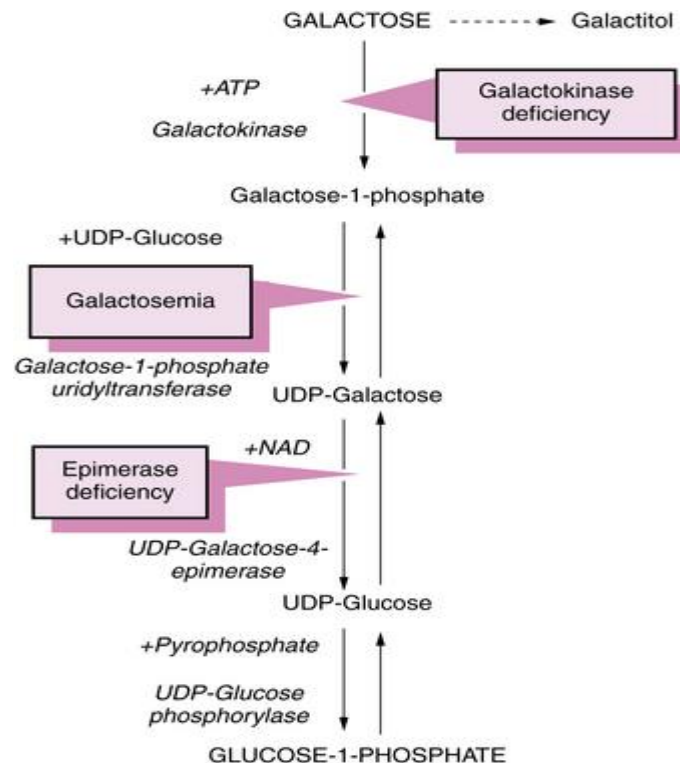 GALACTOSE Galactitol
+ATP
Galactokinase
Galactokinase
deficiency
Galactose-1-phosphate
+UDP-Glucose
Galactosemia
Galactose-1-phosphate
uridyltransferase
UDP-Galactose
+NAD
Epimerase
deficiency
UDP-Galactose-4-
epimerase
UDP-Glucose
+Pyrophosphate
UDP-Glucose
phosphorylase
GLUCOSE-1-PHOSPHATE